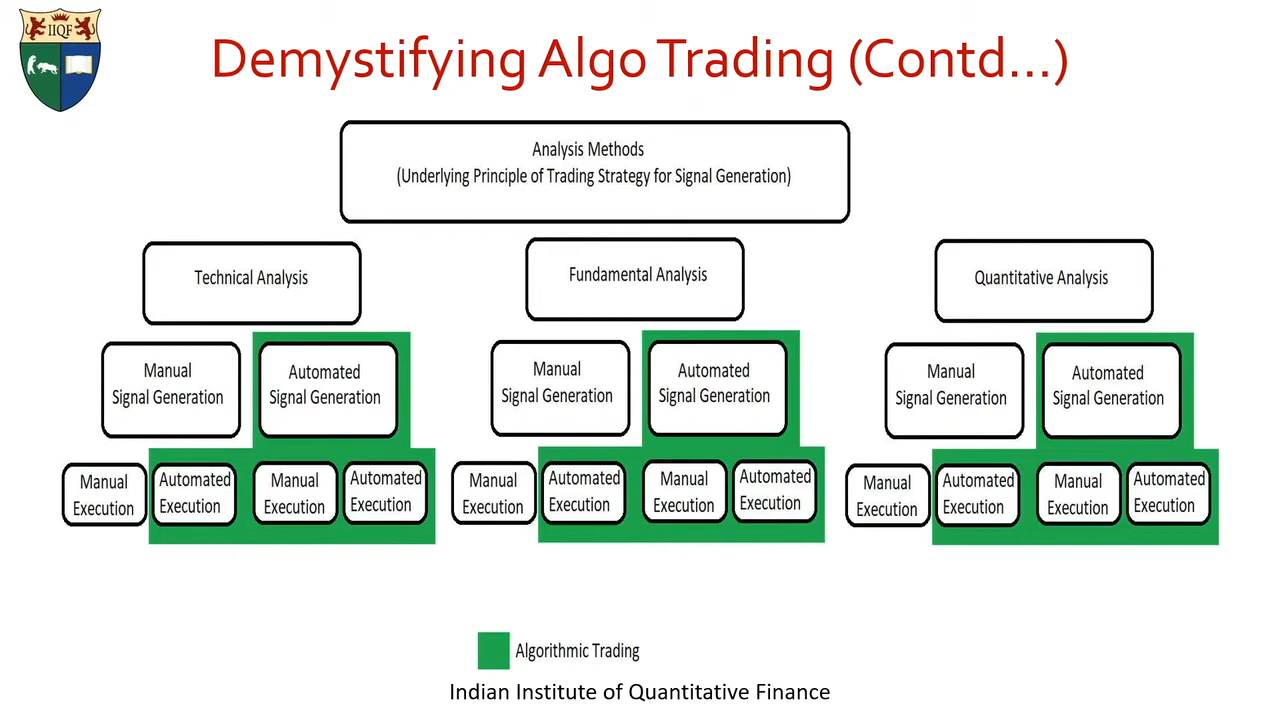 IIQF
Demystifying Algo Trading (Contd...)
Analysis Methods
(Underlying Principle of Trading Strategy for Signal Generation)
Technical Analysis
Fundamental Analysis
Quantitative Analysis
Manual
Signal Generation
Automated
Signal Generation
Manual
Signal Generation
Automated
Signal Generation
Manual
Signal Generation
Automated
Signal Generation
Manual
Execution
Automated
Execution
Manual
Execution
Automated
Execution
Manual
Execution
Automated
Execution
Manual
Execution
Automated
Execution
Manual
Execution
Automated
Execution
Manual
Execution
Automated
Execution
Algorithmic Trading
Indian Institute of Quantitative Finance